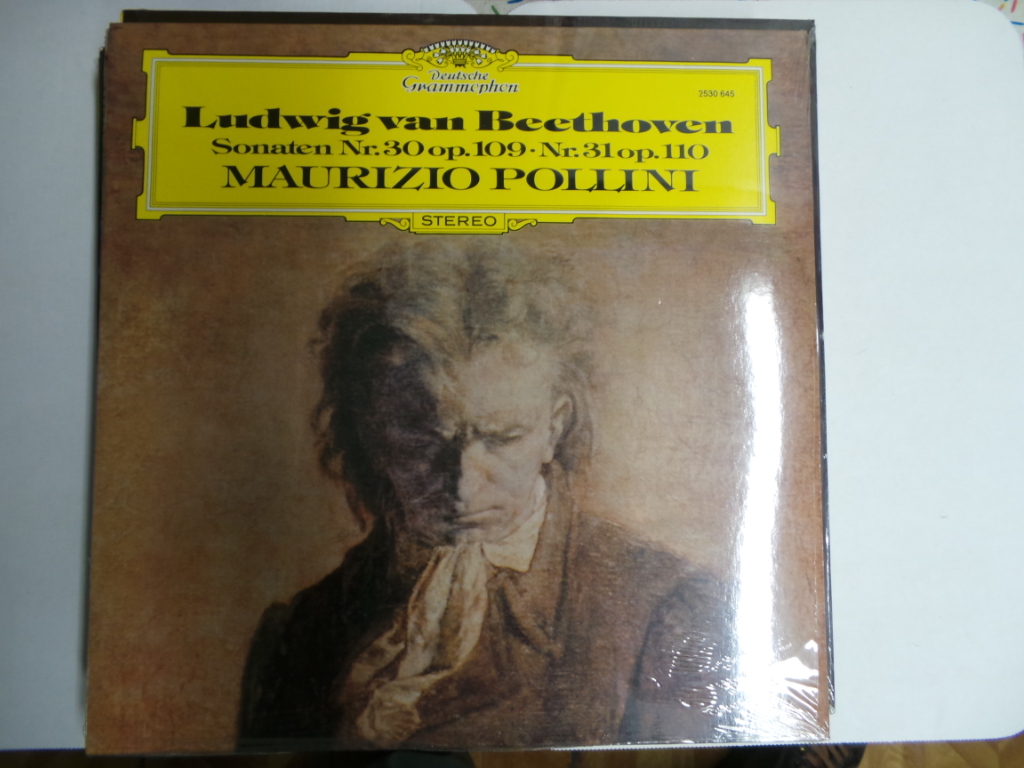 Deutsche
Grammophon
2530 645
Ludwig van Beethoven
Sonaten Nr. 30 op. 109 · Nr. 31 op. 110
MAURIZIO POLLINI
STEREO